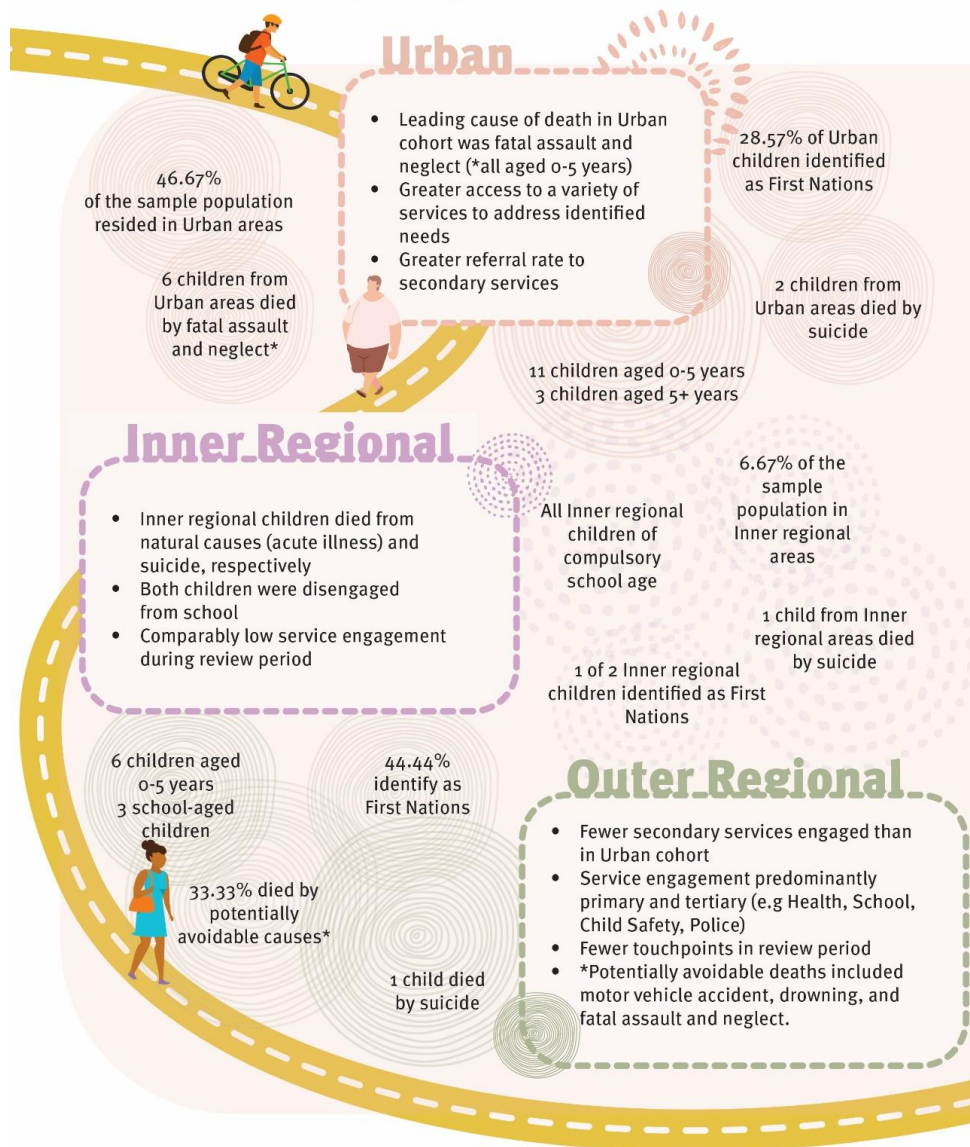 Urban
• Leading cause of death in Urban
cohort was fatal assault and
neglect (*all aged 0-5 years)
• Greater access to a variety of
services to address identified
needs
• Greater referral rate to
secondary services
46.67%
of the sample population
resided in Urban areas
28.57% of Urban
children identified
as First Nations
6 children from
Urban areas died
by fatal assault
and neglect*
2 children from
Urban areas died by
suicide
11 children aged 0-5 years
3 children aged 5+ years
Inner Regional
• Inner regional children died from
natural causes (acute illness) and
suicide, respectively
• Both children were disengaged
from school
• Comparably low service engagement
during review period
All Inner regional
children of
compulsory
school age
6.67% of the
sample
population in
Inner regional
areas
1 child from Inner
regional areas died
by suicide
1 of 2 Inner regional
children identified as First
Nations
6 children aged
0-5 years
3 school-aged
children
44.44%
identify as
First Nations
33.33% died by
potentially
avoidable causes*
1 child died
by suicide
Outer Regional
• Fewer secondary services engaged than
in Urban cohort
• Service engagement predominantly
primary and tertiary (e.g Health, School,
Child Safety, Police)
• Fewer touchpoints in review period
• *Potentially avoidable deaths included
motor vehicle accident, drowning, and
fatal assault and neglect.